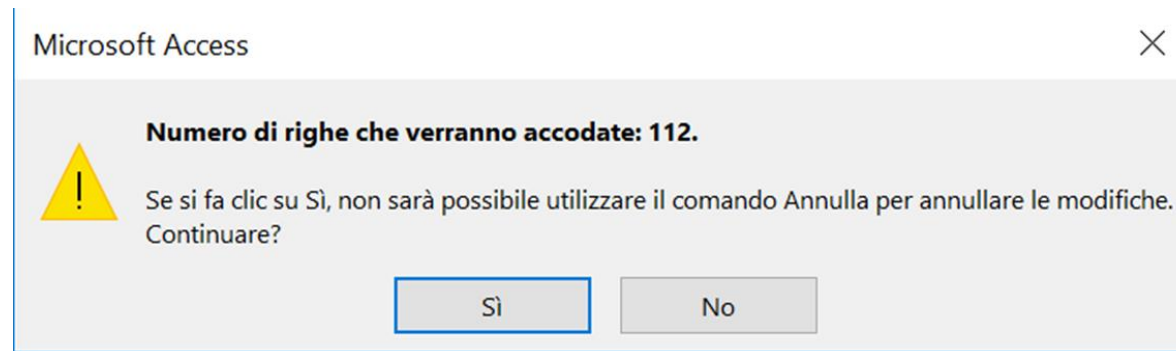 Microsoft Access
Numero di righe che verranno accodate: 112.
Se si fa clic su Sì, non sarà possibile utilizzare il comando Annulla per annullare le modifiche.
Continuare?
Sì
No